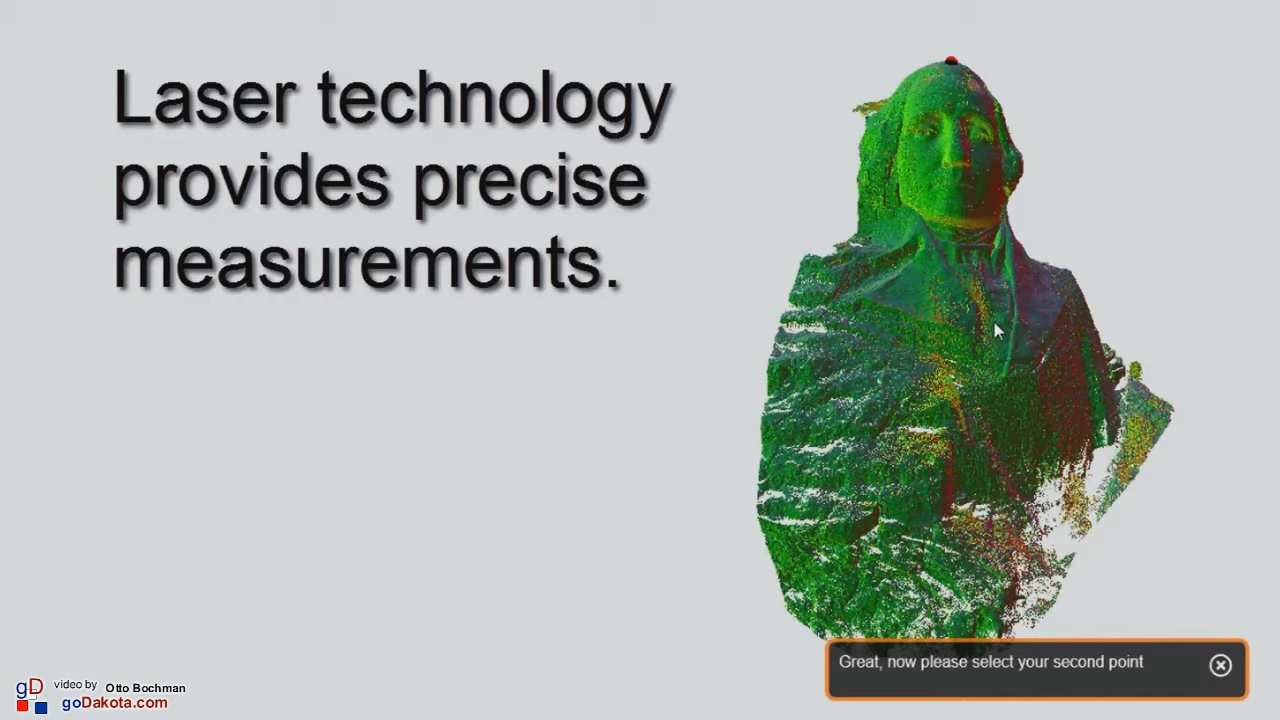 Laser technology
provides precise
measurements.
Great, now please select your second point
gD video by Otto Bochman
goDakota.com